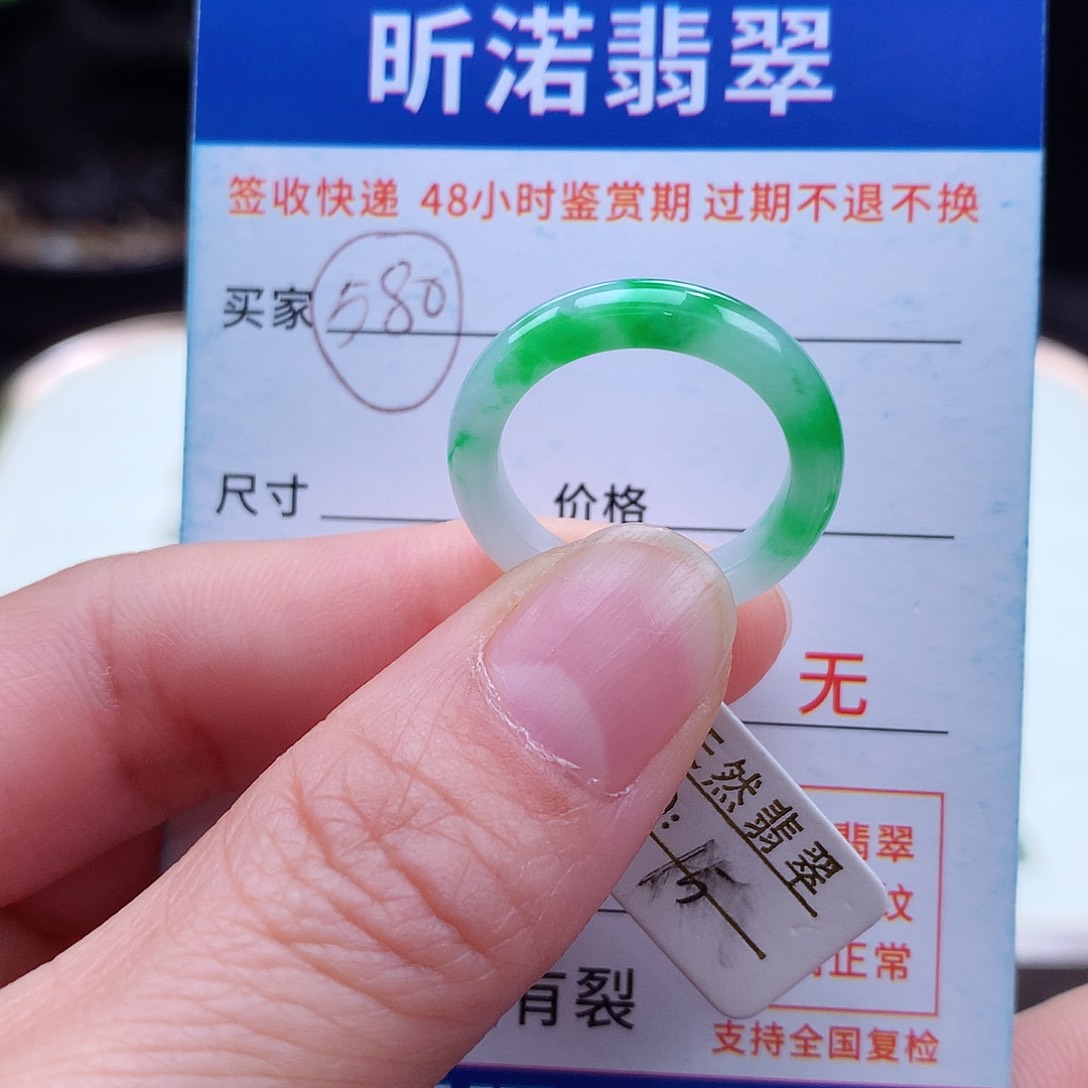 昕渃翡翠
签收快递 48小时鉴赏期 过期不退不换
买家 580
尺寸 价格
无
然翡翠
翡翠
纹
正常
有裂
支持全国复检